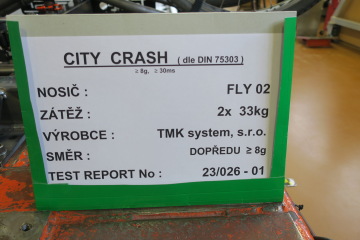 CITY CRASH ( dle DIN 75303 )
≥ 8g, ≥ 30ms
NOSIČ : FLY 02
ZÁTĚŽ : 2x 33kg
VÝROBCE : TMK system, s.r.o.
SMĚR : DOPŘEDU ≥ 8g
TEST REPORT No : 23/026 - 01